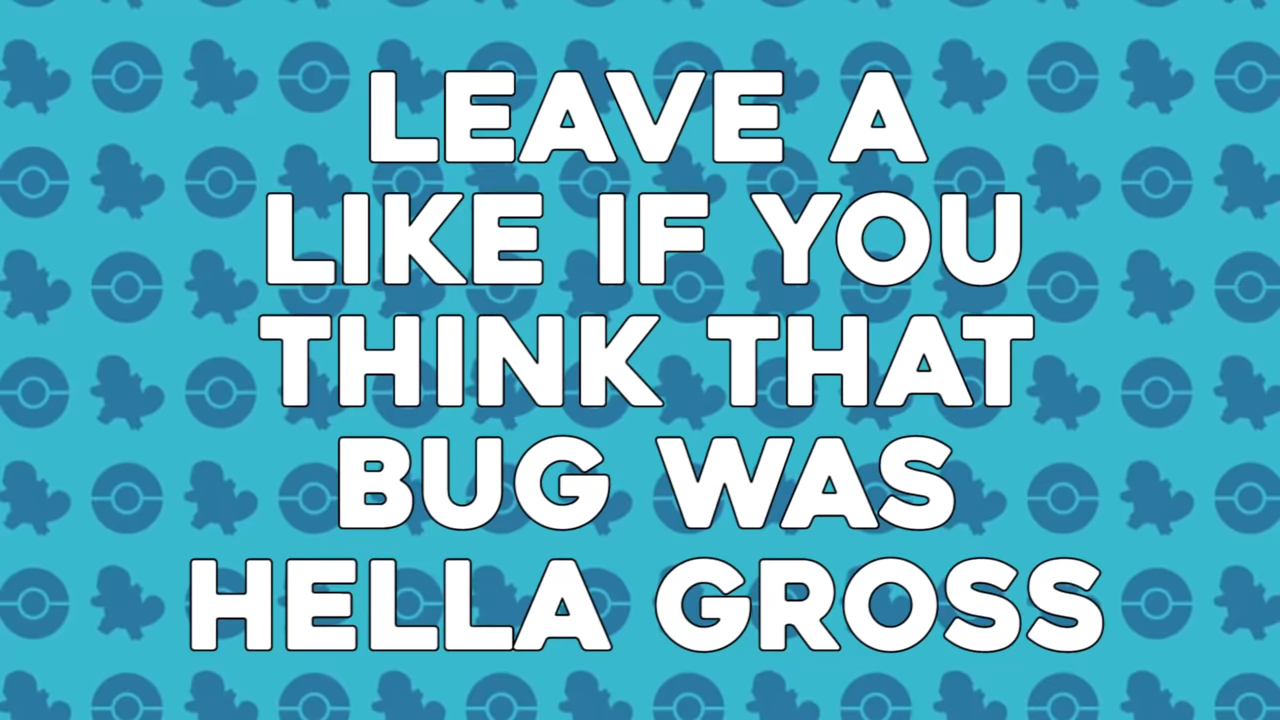 LEAVE A
LIKE IF YOU
THINK THAT
BUG WAS
HELLA GROSS